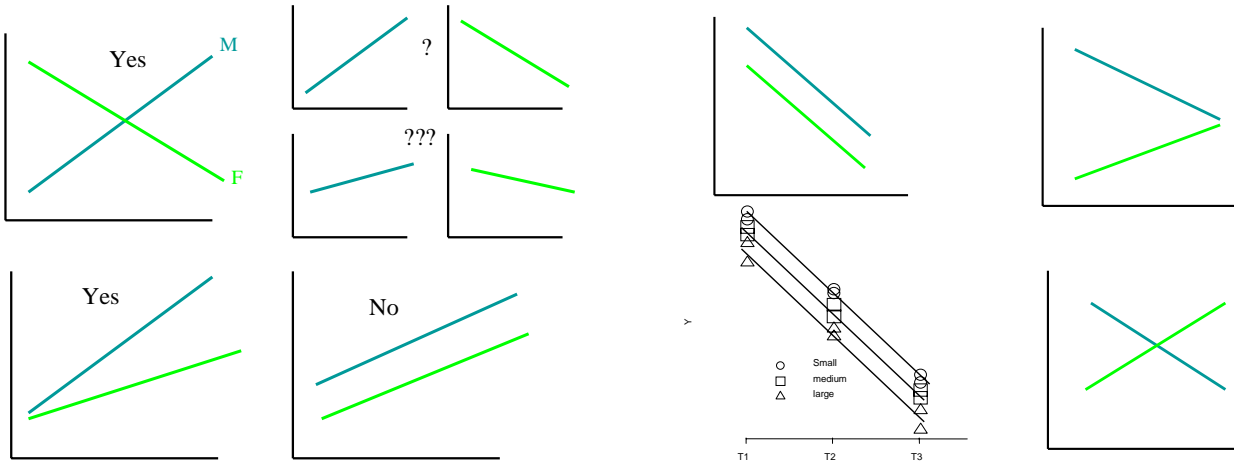 Yes
M
F
?
???
Yes
No
Y
Small
medium
large
T1
T2
T3